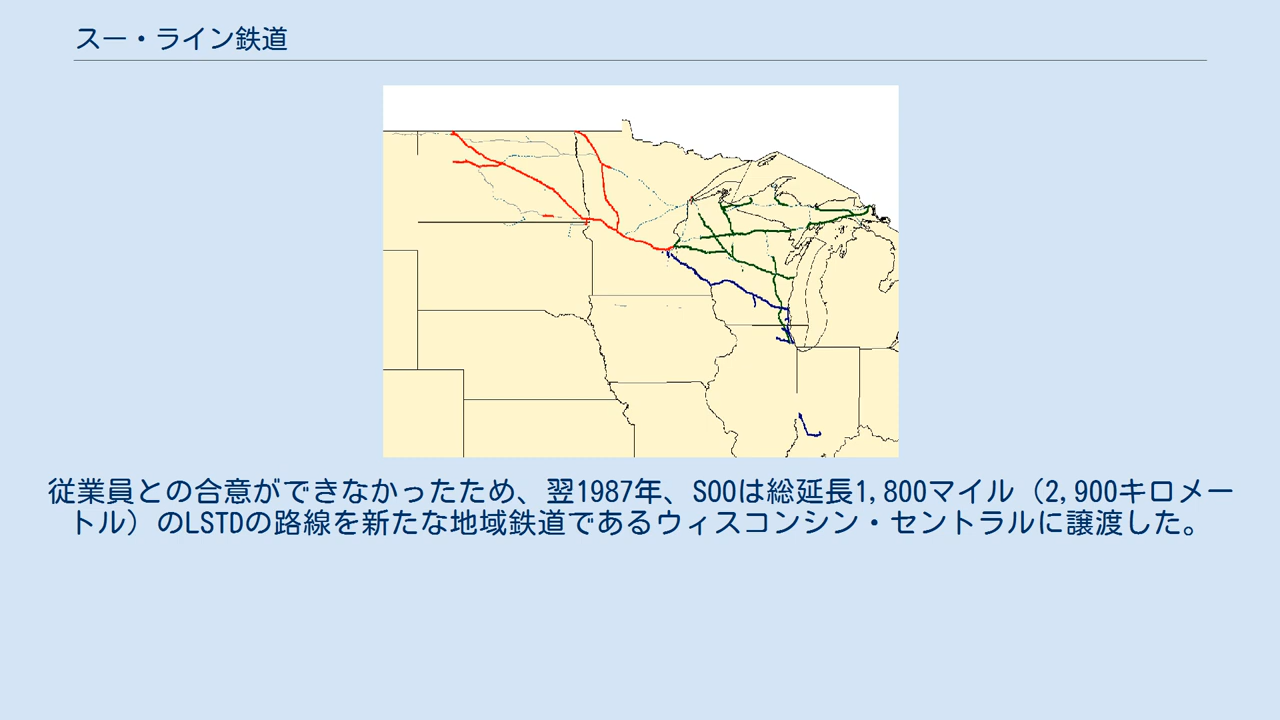 スー・ライン鉄道
従業員との合意ができなかったため、翌1987年、SOOは総延長1,800マイル（2,900キロメー
トル）のLSTDの路線を新たな地域鉄道であるウィスコンシン・セントラルに譲渡した。